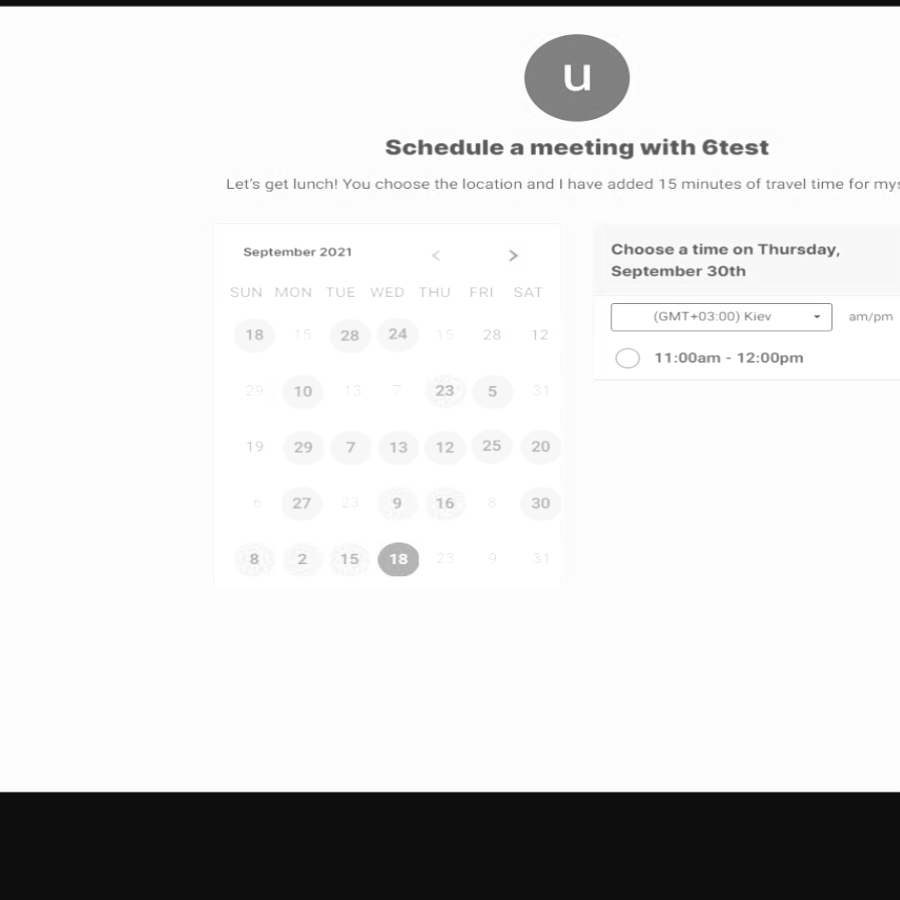 u
Schedule a meeting with 6test
Let's get lunch! You choose the location and I have added 15 minutes of travel time for mys
September 2021 < >
SUN MON TUE WED THU FRI SAT
18 15 28 24 15 28 12
29 10 13 7 23 5 31
19 29 7 13 12 25 20
6 27 23 9 16 8 30
8 2 15 18 23 9 31
Choose a time on Thursday,
September 30th
(GMT+03:00) Kiev am/pm
11:00am - 12:00pm